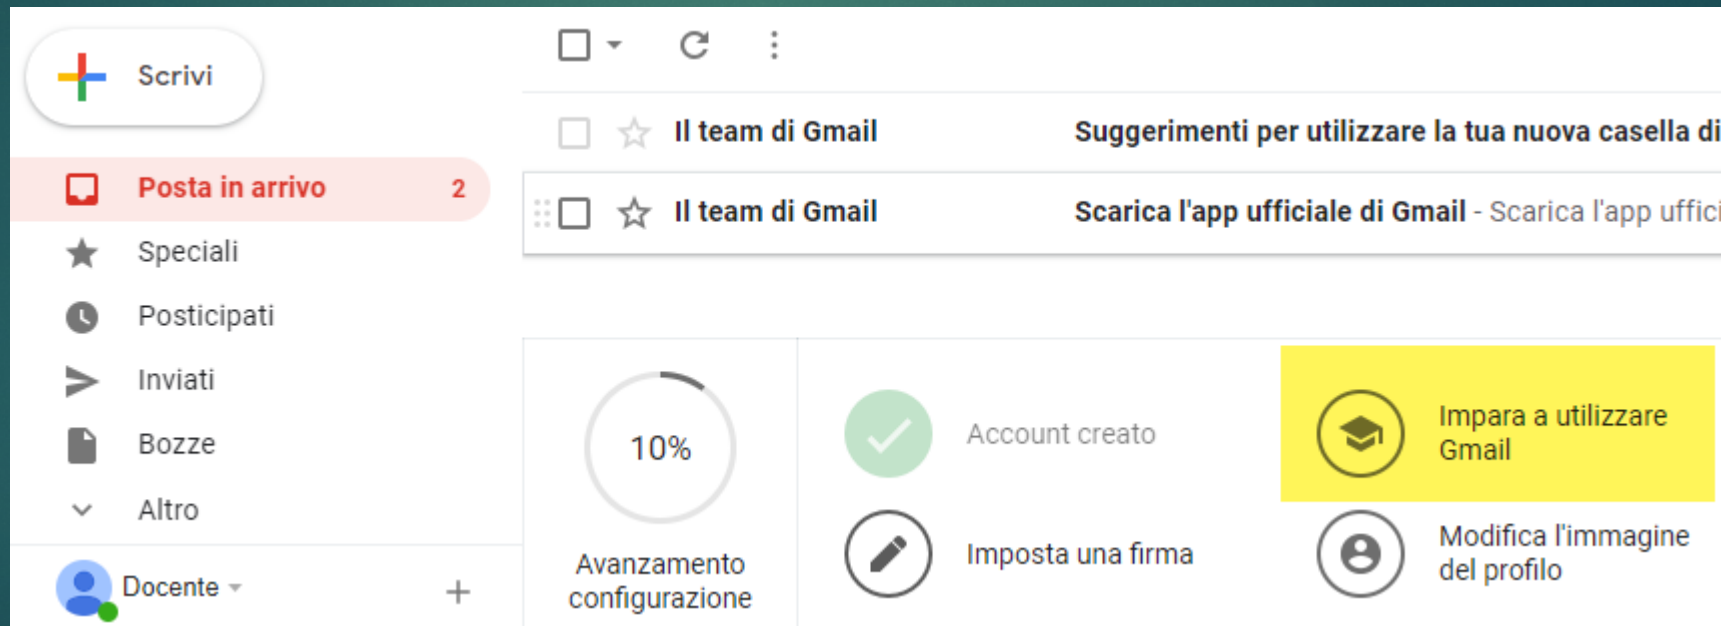 Scrivi
Posta in arrivo 2
Speciali
Posticipati
Inviati
Bozze
Altro
Docente
Il team di Gmail Suggerimenti per utilizzare la tua nuova casella di
Il team di Gmail Scarica l'app ufficiale di Gmail - Scarica l'app uffici
10%
Avanzamento
configurazione
Account creato
Impara a utilizzare
Gmail
Imposta una firma
Modifica l'immagine
del profilo